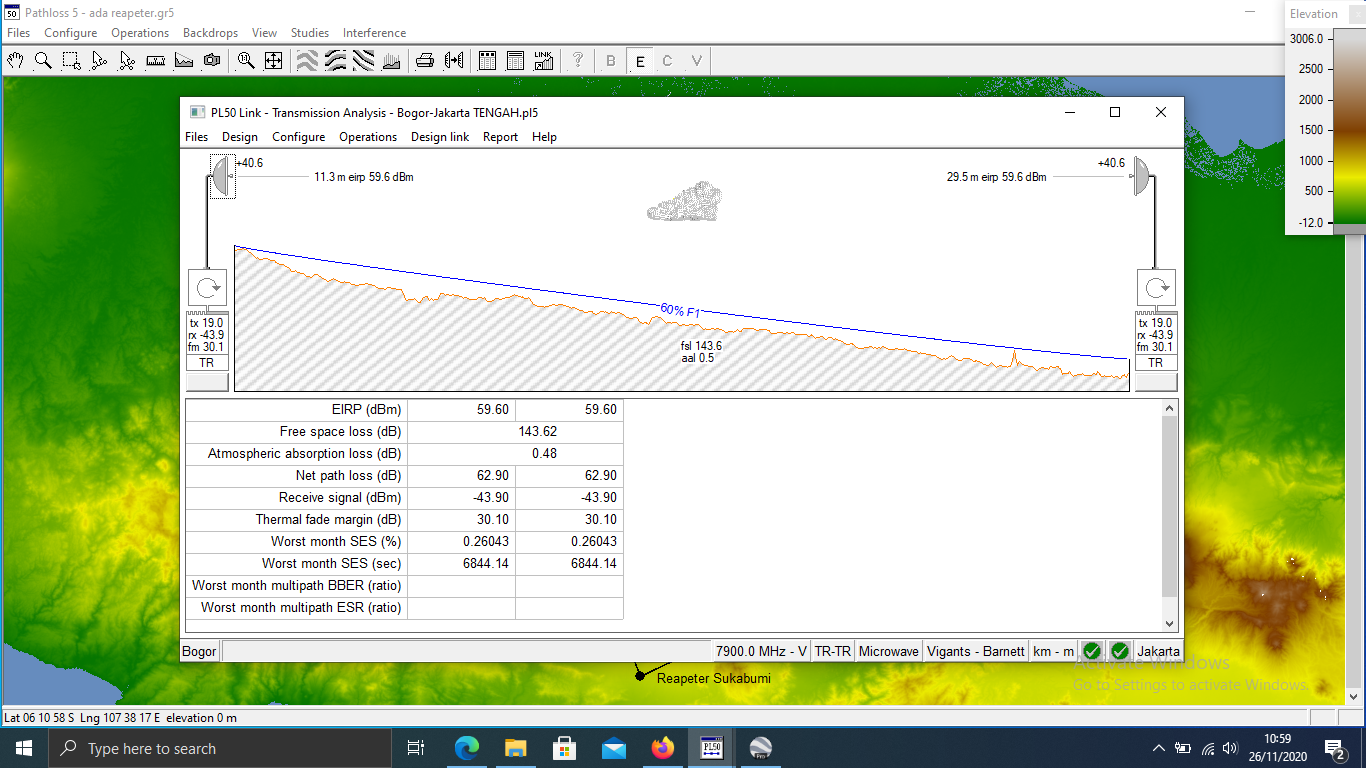 50 Pathloss 5 - ada reapeter.gr5
Files Configure Operations Backdrops View Studies Interference
1:1 LINK ? B E C V
Elevation
3006.0
2500
2000
1500
1000
500
-12.0
PL50 Link - Transmission Analysis - Bogor-Jakarta TENGAH.pl5
Files Design Configure Operations Design link Report Help
+40.6 +40.6
11.3 m eirp 59.6 dBm 29.5 m eirp 59.6 dBm
60% F1
tx 19.0
rx -43.9
fm 30.1
TR
fsl 143.6
aal 0.5
tx 19.0
rx -43.9
fm 30.1
TR
EIRP (dBm) 59.60 59.60
Free space loss (dB) 143.62
Atmospheric absorption loss (dB) 0.48
Net path loss (dB) 62.90 62.90
Receive signal (dBm) -43.90 -43.90
Thermal fade margin (dB) 30.10 30.10
Worst month SES (%) 0.26043 0.26043
Worst month SES (sec) 6844.14 6844.14
Worst month multipath BBER (ratio)
Worst month multipath ESR (ratio)
Bogor 7900.0 MHz - V TR-TR Microwave Vigants - Barnett km - m Jakarta
Reapeter Sukabumi
Activate Windows
Go to Settings to activate Windows.
Lat 06 10 58 S Lng 107 38 17 E elevation 0 m
Type here to search
PL50
Pro
10:59
26/11/2020
2